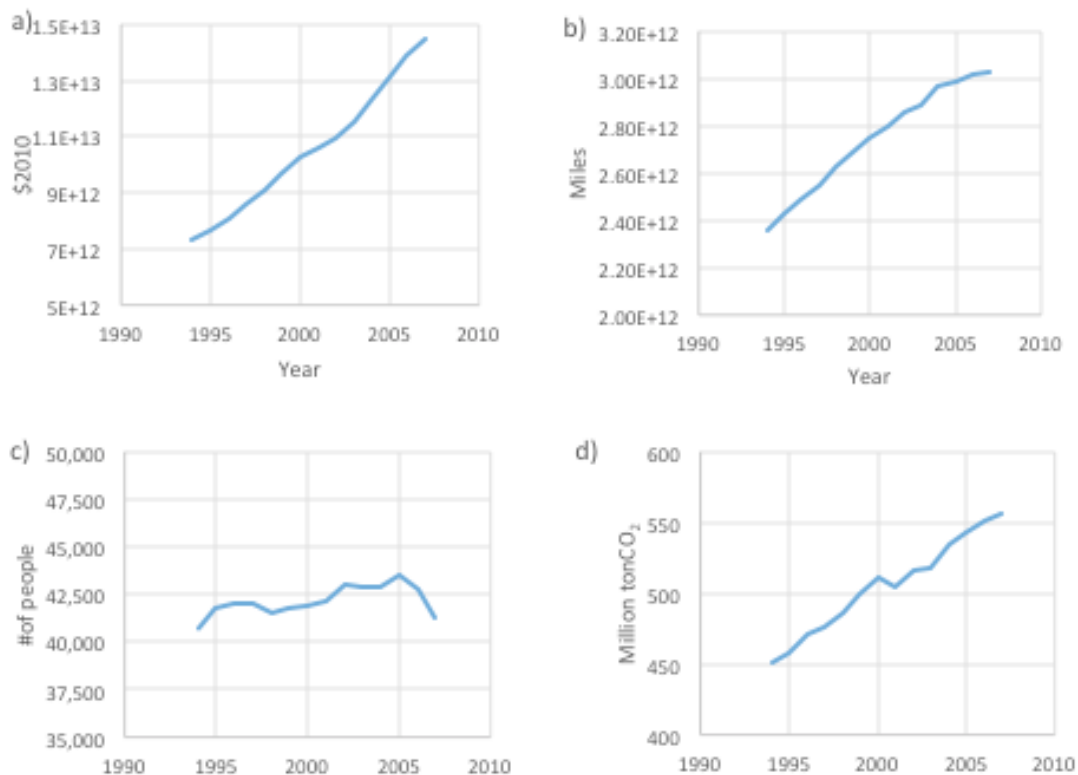 a)
1.5E+13
1.3E+13
1.1E+13
9E+12
7E+12
5E+12
$2010
1990 1995 2000 2005 2010
Year
b)
3.20E+12
3.00E+12
2.80E+12
2.60E+12
2.40E+12
2.20E+12
2.00E+12
Miles
1990 1995 2000 2005 2010
Year
c)
50,000
47,500
45,000
42,500
40,000
37,500
35,000
#of people
1990 1995 2000 2005 2010
d)
600
550
500
450
400
Million tonCO₂
1990 1995 2000 2005 2010